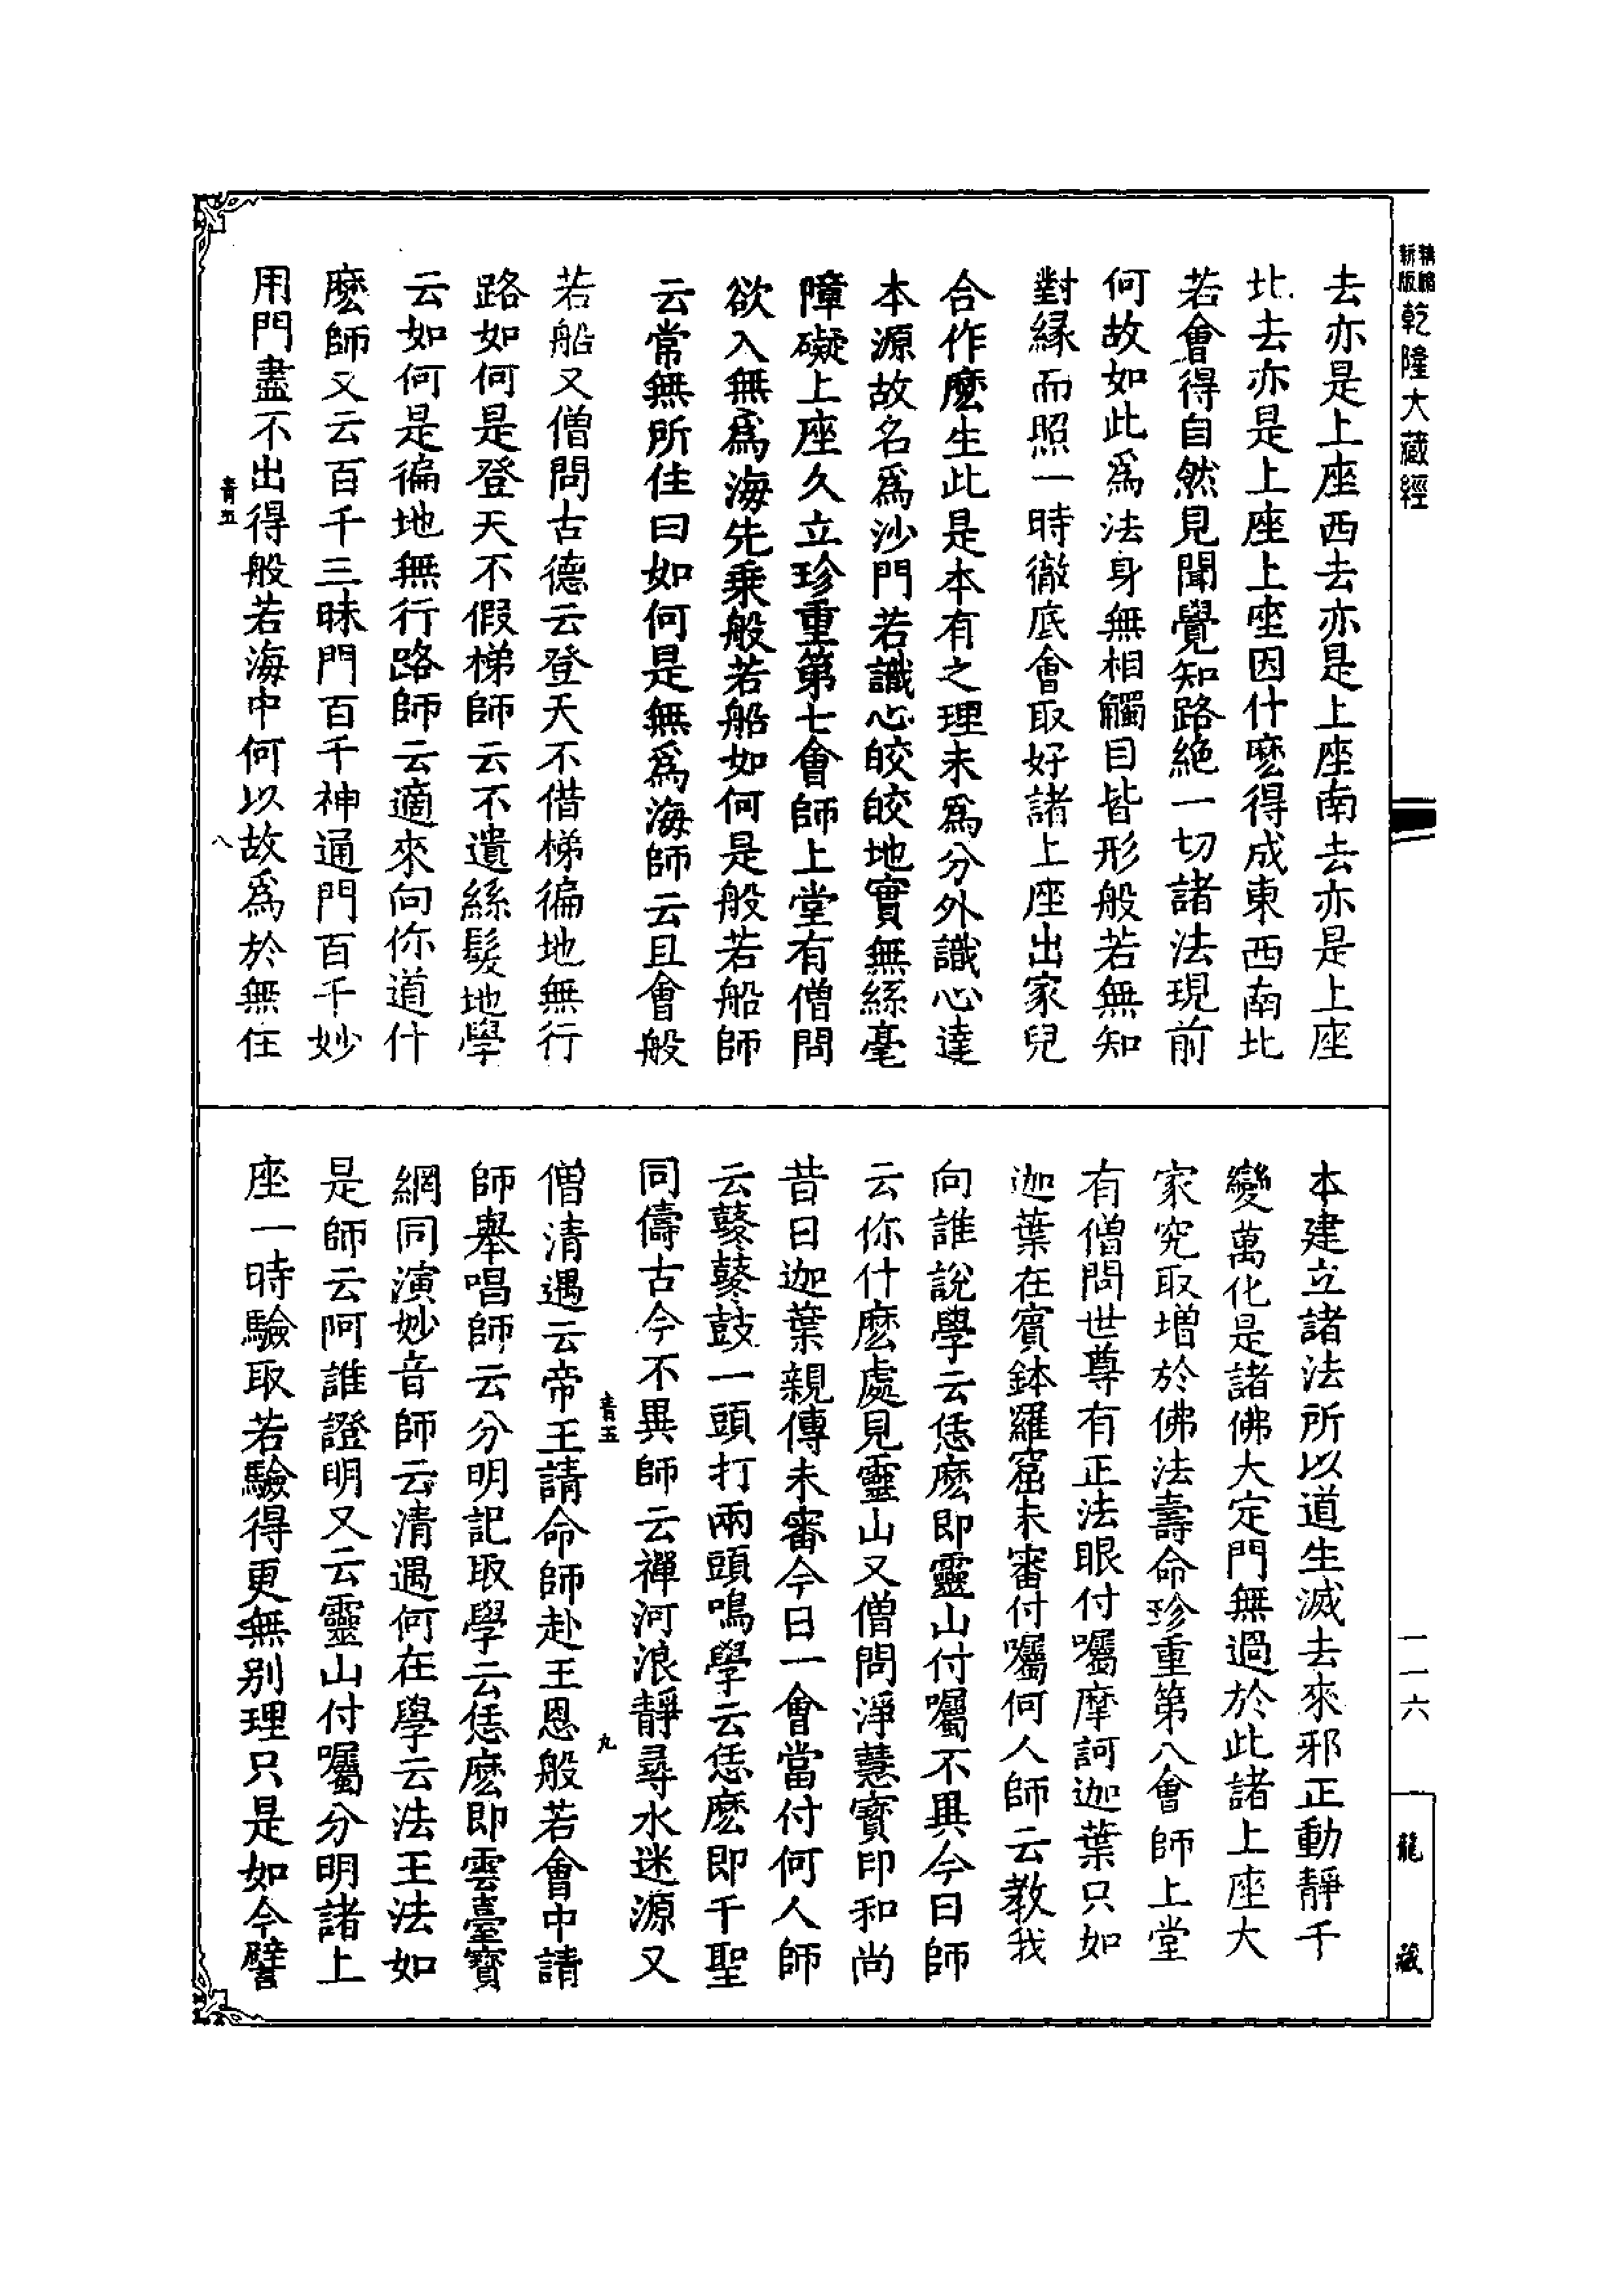 精縮新版乾隆大藏經
去亦是上座西去亦是上座南去亦是上座
北去亦是上座上座因什麽得成東西南北
若會得自然見聞覺知路絕一切諸法現前
何故如此爲法身無相觸目皆形般若無知
對緣而照一時徹底會取好諸上座出家兒
合作麽生此是本有之理未爲分外識心達
本源故名爲沙門若識心皎皎地實無絲毫
障礙上座久立珍重第七會師上堂有僧問
欲入無爲海先乗般若船如何是般若船師
云常無所住曰如何是無爲海師云且會般
若船又僧問古德云登天不借梯徧地無行
路如何是登天不假梯師云不遺絲髮地學
云如何是徧地無行路師云適來向你道什
麽師又云百千三昧門百千神通門百千妙
用門盡不出得般若海中何以故爲於無住
青五
八
本建立諸法所以道生滅去來邪正動靜千
變萬化是諸佛大定門無過於此諸上座大
家究取增於佛法壽命珍重第八會師上堂
有僧問世尊有正法眼付囑摩訶迦葉只如
迦葉在賓鉢羅窟未審付囑何人師云教我
向誰說學云恁麽即靈山付囑不異今日師
云你什麽處見靈山又僧問淨慧寳印和尚
昔日迦葉親傳未審今日一會當付何人師
云鼕鼕鼓一頭打兩頭鳴學云恁麽即千聖
同儔古今不異師云禪河浪靜尋水迷源又
青五
九
僧清遇云帝王請命師赴王恩般若會中請
師舉唱師云分明記取學云恁麽即雲臺寳
網同演妙音師云清遇何在學云法王法如
是師云阿誰證明又云靈山付囑分明諸上
座一時驗取若驗得更無别理只是如今譬
一一六
龍藏